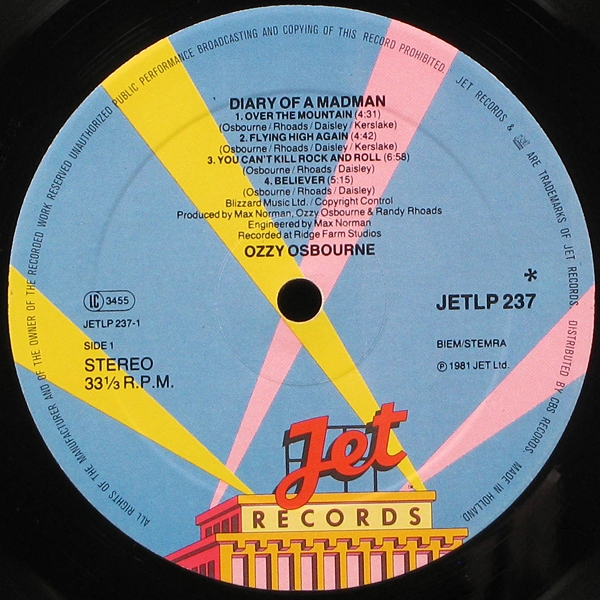 ALL RIGHTS OF THE MANUFACTURER AND OF THE OWNER OF THE RECORDED WORK RESERVED UNAUTHORIZED PUBLIC PERFORMANCE BROADCASTING AND COPYING OF THIS RECORD PROHIBITED. JET RECORDS & ARE TRADEMARKS OF JET RECORDS. DISTRIBUTED BY CBS RECORDS. MADE IN HOLLAND
DIARY OF A MADMAN
1. OVER THE MOUNTAIN (4:31)
(Osbourne / Rhoads / Daisley / Kerslake)
2. FLYING HIGH AGAIN (4:42)
(Osbourne / Rhoads / Daisley / Kerslake)
3. YOU CAN'T KILL ROCK AND ROLL (6:58)
(Osbourne / Rhoads / Daisley)
4. BELIEVER (5:15)
(Osbourne / Rhoads / Daisley)
Blizzard Music Ltd. / Copyright Control
Produced by Max Norman, Ozzy Osbourne & Randy Rhoads
Engineered by Max Norman
Recorded at Ridge Farm Studios
OZZY OSBOURNE
LC 3455
JETLP 237-1
SIDE 1
STEREO
33 1/3 R.P.M.
*
JETLP 237
BIEM/STEMRA
℗ 1981 JET Ltd.
Jet
RECORDS